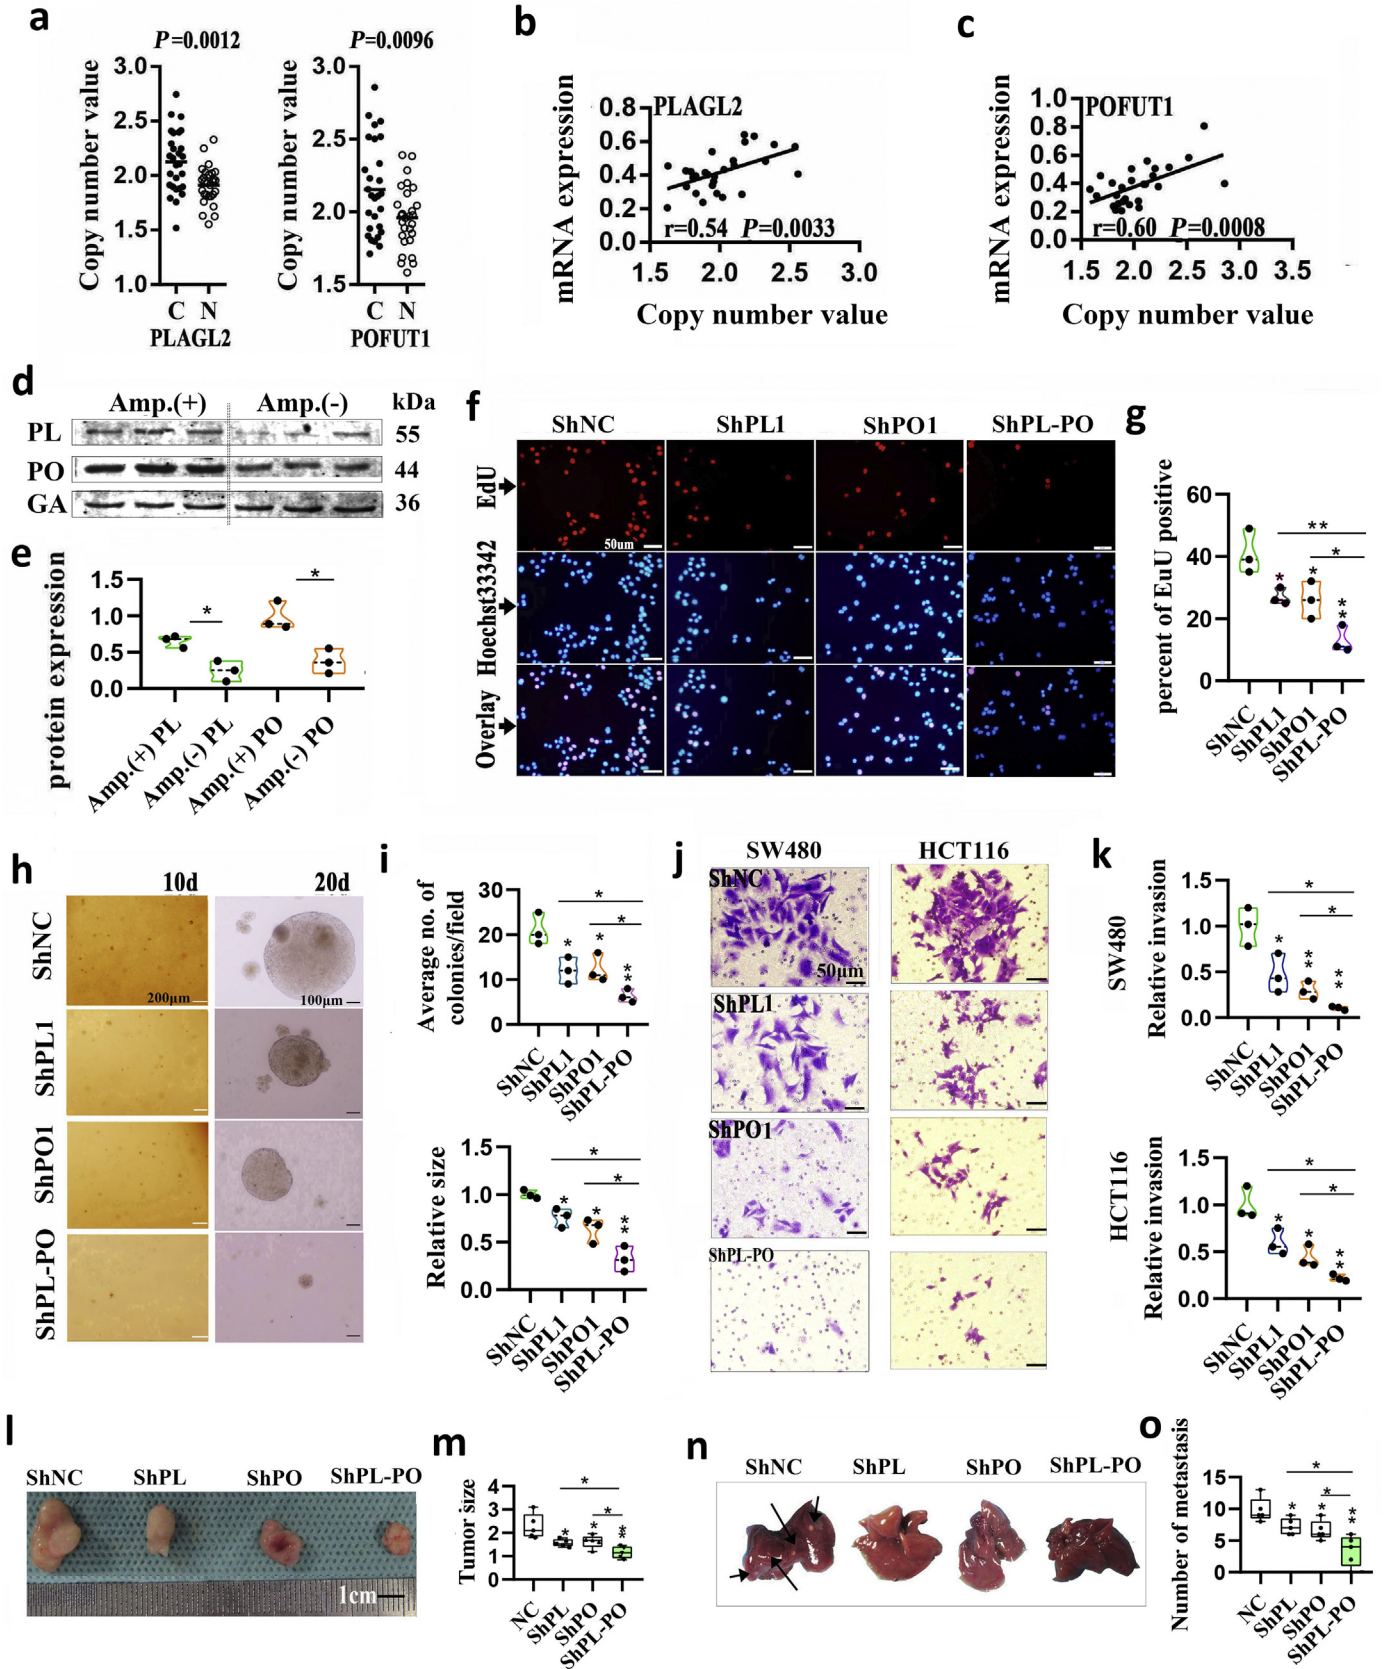 a
P=0.0012
Copy number value
3.0
2.5
2.0
1.5
1.0
C N
PLAGL2
P=0.0096
Copy number value
3.0
2.5
2.0
1.5
C N
POFUT1
b
PLAGL2
mRNA expression
0.8
0.6
0.4
0.2
0.0
r=0.54 P=0.0033
1.5 2.0 2.5 3.0
Copy number value
c
POFUT1
mRNA expression
1.0
0.8
0.6
0.4
0.2
0.0
r=0.60 P=0.0008
1.5 2.0 2.5 3.0 3.5
Copy number value
d
Amp.(+) Amp.(-) kDa
PL 55
PO 44
GA 36
e
protein expression
1.5
1.0
0.5
0.0
*
*
Amp.(+) PL
Amp.(-) PL
Amp.(+) PO
Amp.(-) PO
f
ShNC ShPL1 ShPO1 ShPL-PO
EdU
50um
Hoechst33342
Overlay
g
percent of EuU positive
60
40
20
0
**
*
*
*
**
ShNC
ShPL1
ShPO1
ShPL-PO
h
10d 20d
ShNC
200μm 100μm
ShPL1
ShPO1
ShPL-PO
i
Average no. of
colonies/field
30
20
10
0
*
*
*
*
**
ShNC
ShPL1
ShPO1
ShPL-PO
Relative size
1.5
1.0
0.5
0.0
*
*
*
*
**
ShNC
ShPL1
ShPO1
ShPL-PO
j
SW480 HCT116
ShNC
50μm
ShPL1
ShPO1
ShPL-PO
k
SW480
Relative invasion
1.5
1.0
0.5
0.0
*
*
*
**
**
ShNC
ShPL1
ShPO1
ShPL-PO
HCT116
Relative invasion
1.5
1.0
0.5
0.0
*
*
*
*
**
ShNC
ShPL1
ShPO1
ShPL-PO
l
ShNC ShPL ShPO ShPL-PO
1cm
m
Tumor size
4
3
2
1
0
*
*
*
*
**
NC
ShPL
ShPO
ShPL-PO
n
ShNC ShPL ShPO ShPL-PO
o
Number of metastasis
15
10
5
0
*
*
*
*
**
NC
ShPL
ShPO
ShPL-PO